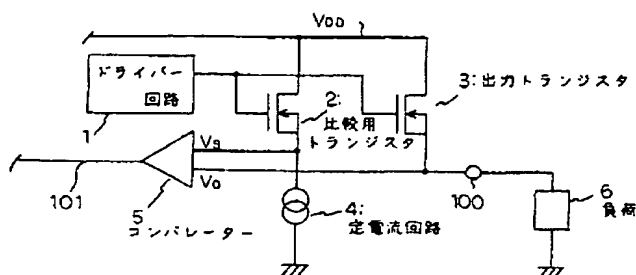 VDD
ドライバー
回路
1
2:
比較用
トランジスタ
3:出力トランジスタ
Vg
Vo
101
5
コンパレーター
4:
定電流回路
100
6
負荷